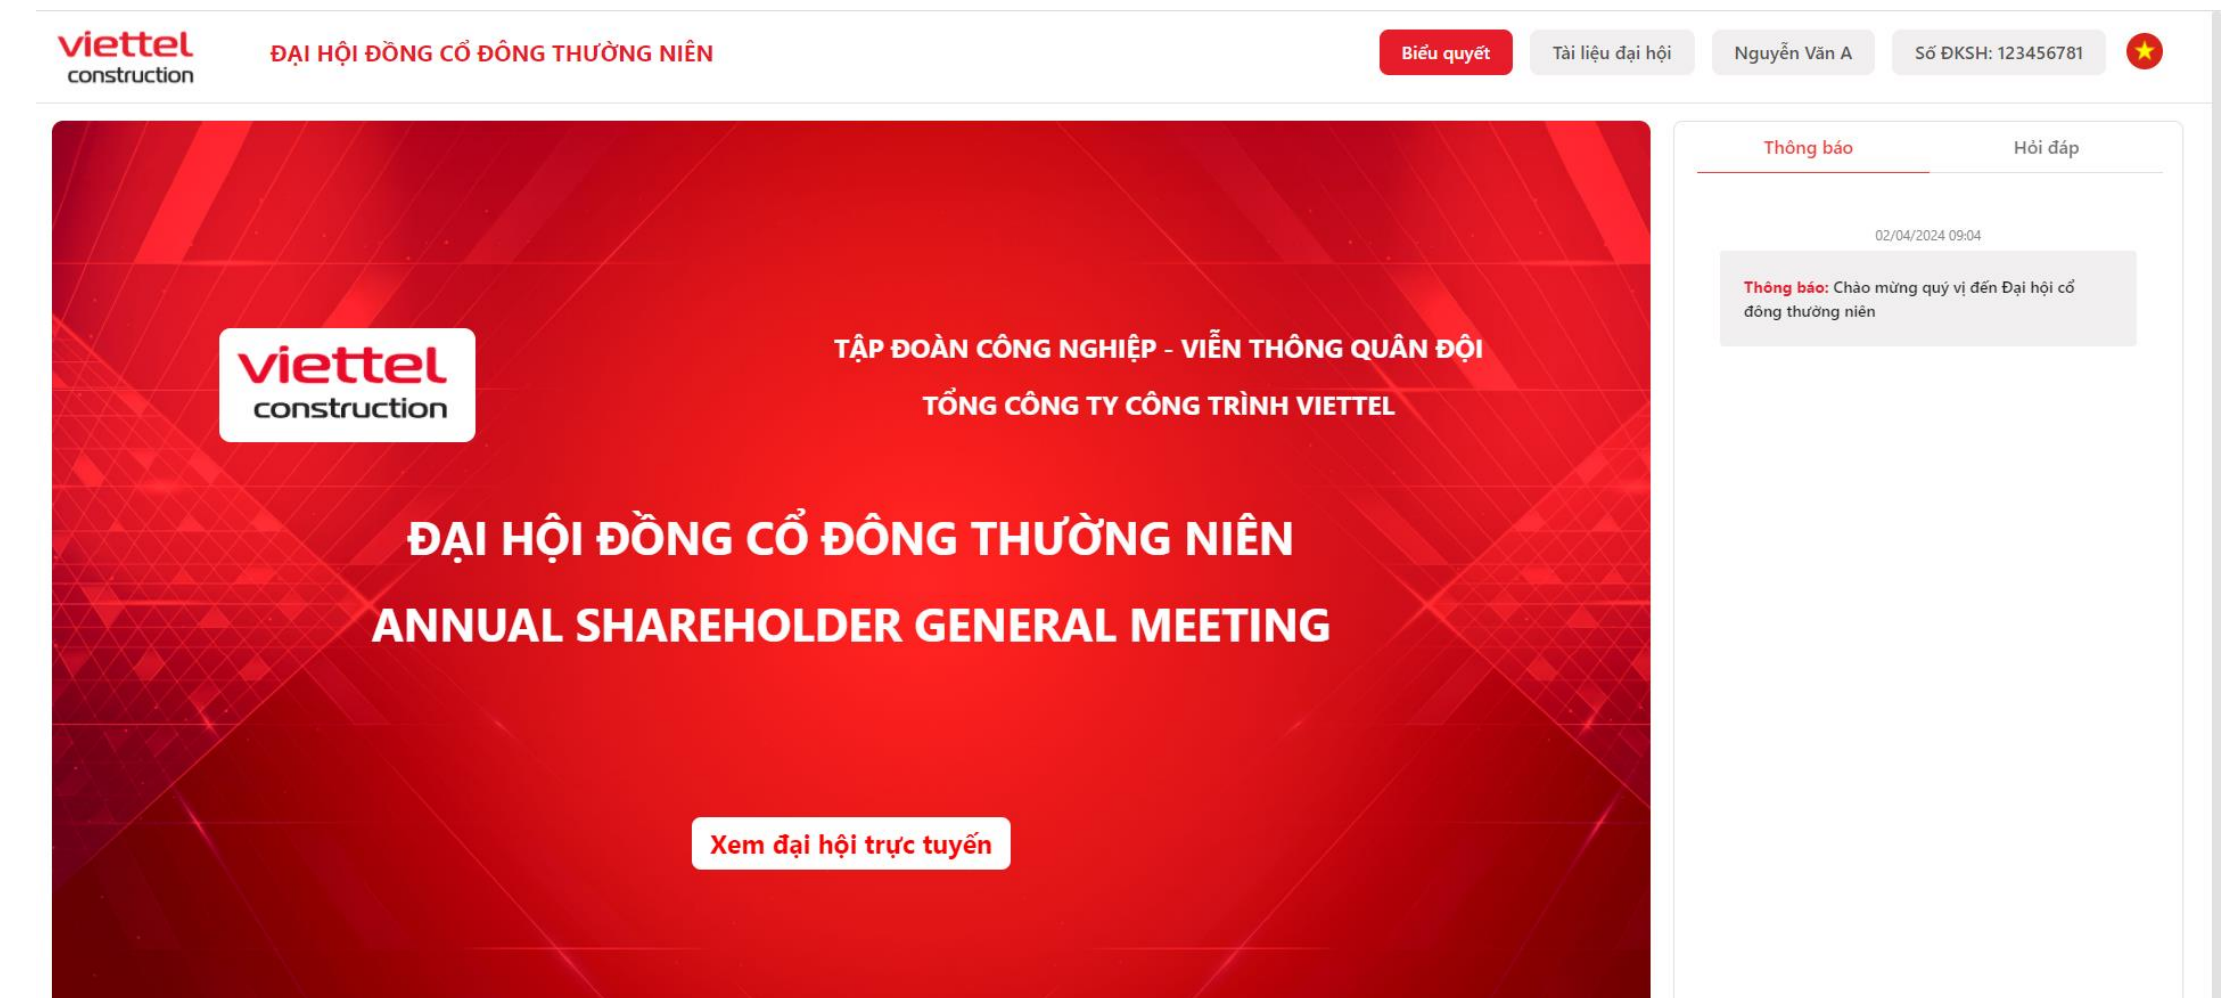 viettel
construction
ĐẠI HỘI ĐỒNG CỔ ĐÔNG THƯỜNG NIÊN
Biểu quyết
Tài liệu đại hội
Nguyễn Văn A
Số ĐKSH: 123456781
viettel
construction
TẬP ĐOÀN CÔNG NGHIỆP - VIỄN THÔNG QUÂN ĐỘI
TỔNG CÔNG TY CÔNG TRÌNH VIETTEL
ĐẠI HỘI ĐỒNG CỔ ĐÔNG THƯỜNG NIÊN
ANNUAL SHAREHOLDER GENERAL MEETING
Xem đại hội trực tuyến
Thông báo
Hỏi đáp
02/04/2024 09:04
Thông báo: Chào mừng quý vị đến Đại hội cổ
đông thường niên